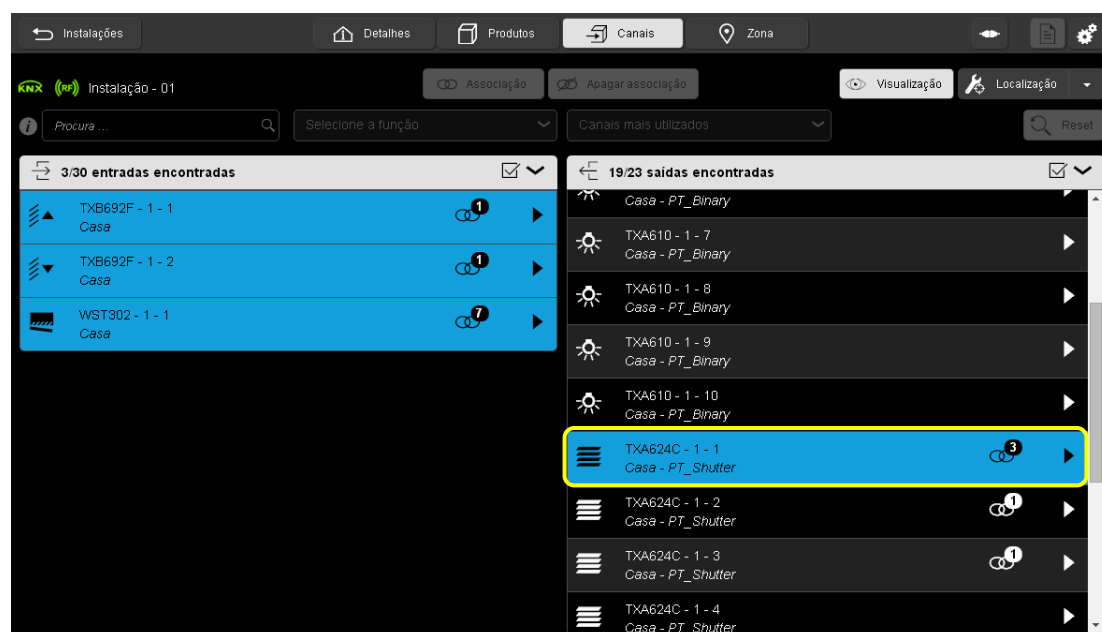 Instalações
Detalhes
Produtos
Canais
Zona
KNX ((RF)) Instalação - 01
Associação
Apagar associação
Visualização
Localização
i
Procura ...
Selecione a função
Canais mais utilizados
Reset
3/30 entradas encontradas
TXB692F - 1 - 1
Casa
1
TXB692F - 1 - 2
Casa
1
WST302 - 1 - 1
Casa
7
19/23 saídas encontradas
Casa - PT_Binary
TXA610 - 1 - 7
Casa - PT_Binary
TXA610 - 1 - 8
Casa - PT_Binary
TXA610 - 1 - 9
Casa - PT_Binary
TXA610 - 1 - 10
Casa - PT_Binary
TXA624C - 1 - 1
Casa - PT_Shutter
3
TXA624C - 1 - 2
Casa - PT_Shutter
1
TXA624C - 1 - 3
Casa - PT_Shutter
1
TXA624C - 1 - 4
Casa - PT_Shutter